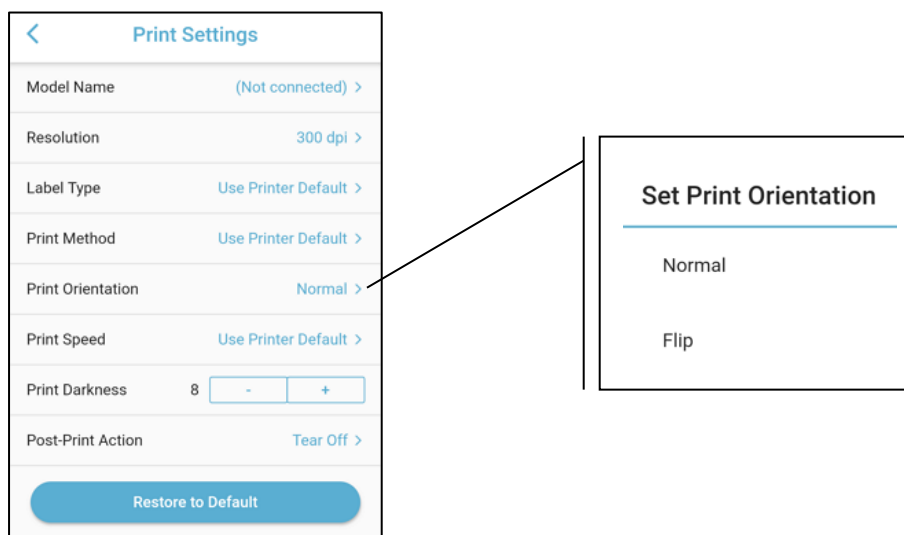 Print Settings
Model Name (Not connected) >
Resolution 300 dpi >
Label Type Use Printer Default >
Print Method Use Printer Default >
Print Orientation Normal >
Print Speed Use Printer Default >
Print Darkness 8 - +
Post-Print Action Tear Off >
Restore to Default
Set Print Orientation
Normal
Flip